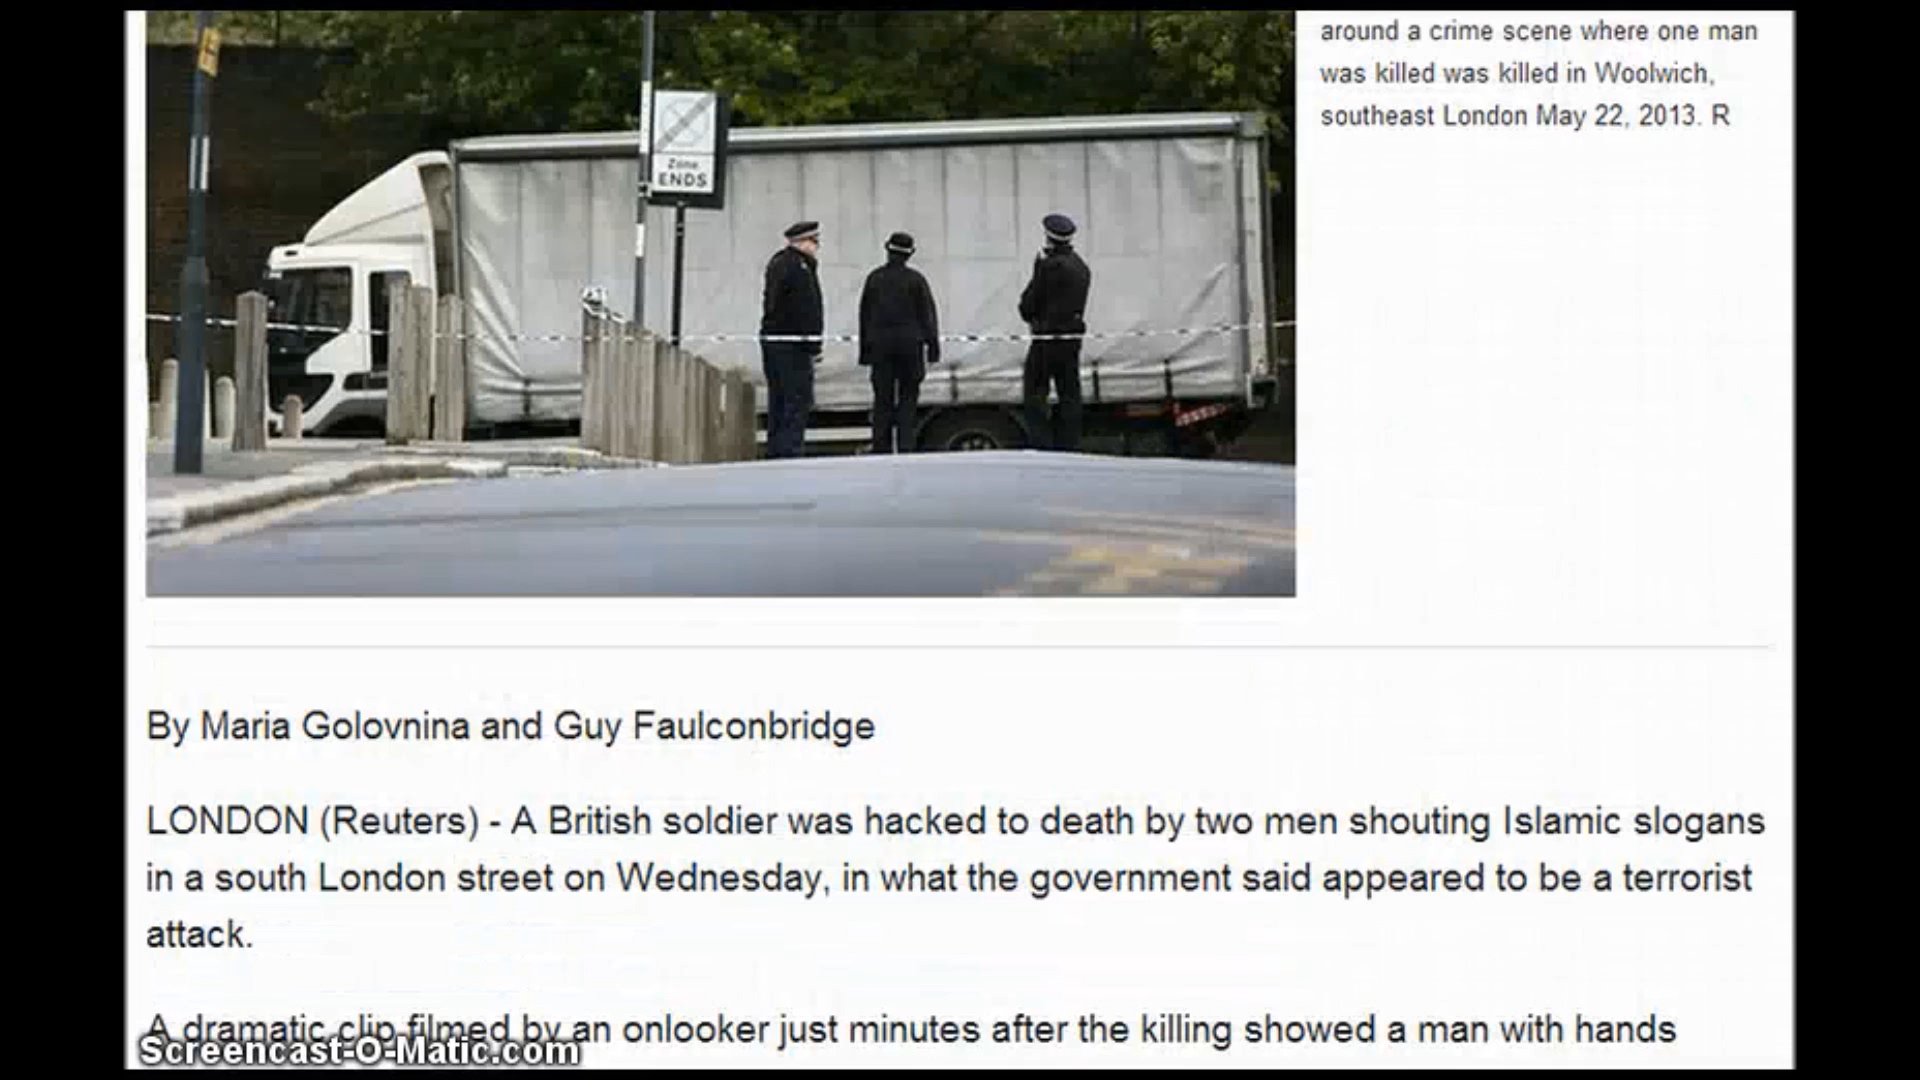 around a crime scene where one man
was killed was killed in Woolwich,
southeast London May 22, 2013. R
Zone
ENDS
By Maria Golovnina and Guy Faulconbridge
LONDON (Reuters) - A British soldier was hacked to death by two men shouting Islamic slogans
in a south London street on Wednesday, in what the government said appeared to be a terrorist
attack.
A dramatic clip filmed by an onlooker just minutes after the killing showed a man with hands
Screencast-O-Matic.com